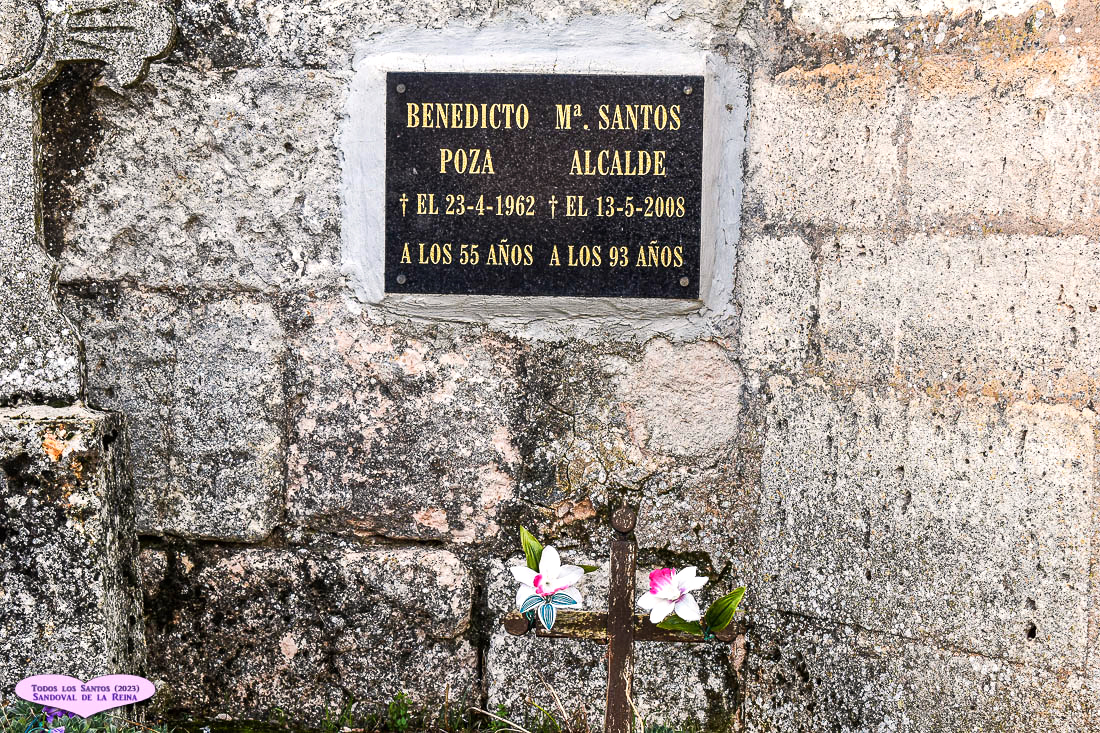 BENEDICTO Mª. SANTOS
POZA ALCALDE
† EL 23-4-1962 † EL 13-5-2008
A LOS 55 AÑOS A LOS 93 AÑOS
Todos los Santos (2023)
Sandoval de la Reina